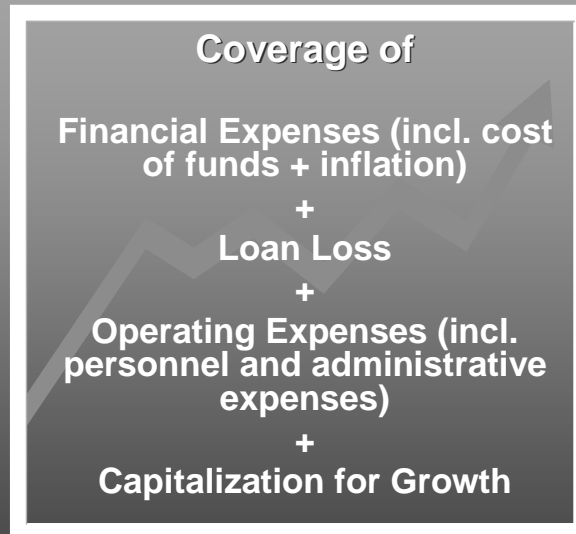 Coverage of
Financial Expenses (incl. cost
of funds + inflation)
+
Loan Loss
+
Operating Expenses (incl.
personnel and administrative
expenses)
+
Capitalization for Growth